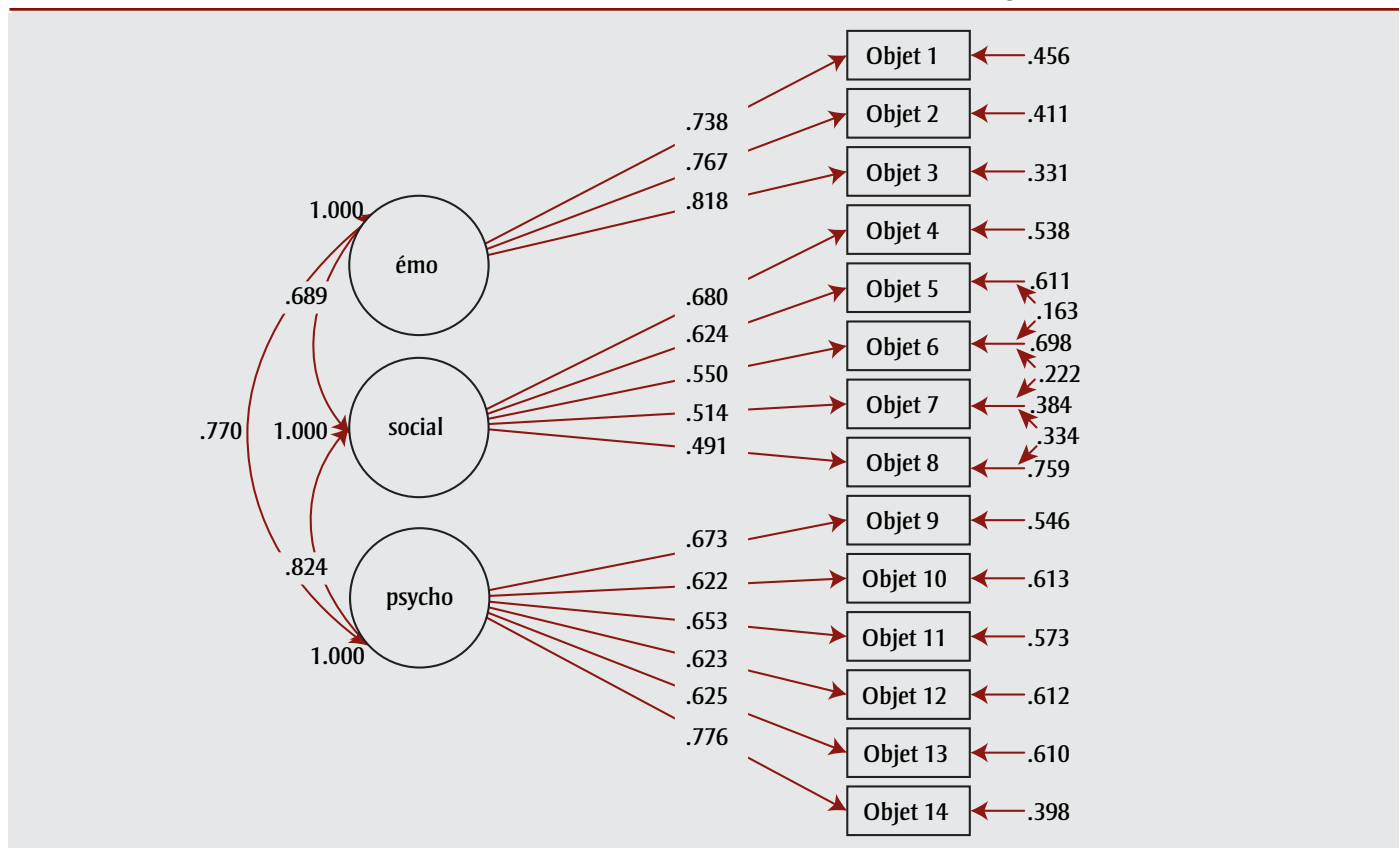 Objet 1
.456
Objet 2
.411
.738
.767
Objet 3
.331
.818
1.000
Objet 4
.538
émo
Objet 5
.611
.689
.680
.163
.624
Objet 6
.698
.550
.222
Objet 7
.384
.514
.770
1.000
social
.334
.491
Objet 8
.759
Objet 9
.546
.673
.824
.622
Objet 10
.613
psycho
.653
Objet 11
.573
1.000
.623
.625
Objet 12
.612
.776
Objet 13
.610
Objet 14
.398